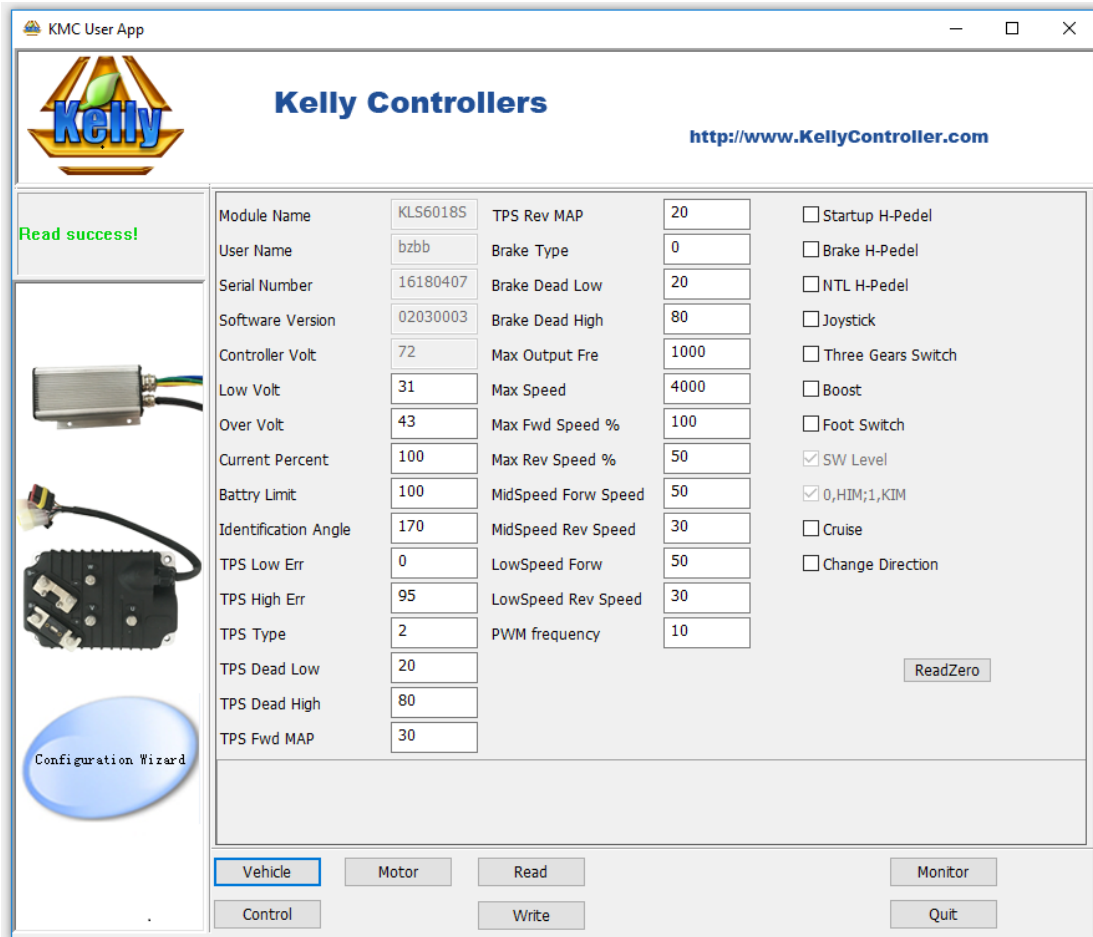 KMC User App
Kelly
Kelly Controllers
http://www.KellyController.com
Read success!
Configuration Wizard
Module Name KLS6018S
User Name bzbb
Serial Number 16180407
Software Version 02030003
Controller Volt 72
Low Volt 31
Over Volt 43
Current Percent 100
Battry Limit 100
Identification Angle 170
TPS Low Err 0
TPS High Err 95
TPS Type 2
TPS Dead Low 20
TPS Dead High 80
TPS Fwd MAP 30
TPS Rev MAP 20
Brake Type 0
Brake Dead Low 20
Brake Dead High 80
Max Output Fre 1000
Max Speed 4000
Max Fwd Speed % 100
Max Rev Speed % 50
MidSpeed Forw Speed 50
MidSpeed Rev Speed 30
LowSpeed Forw 50
LowSpeed Rev Speed 30
PWM frequency 10
Startup H-Pedel
Brake H-Pedel
NTL H-Pedel
Joystick
Three Gears Switch
Boost
Foot Switch
SW Level
0,HIM;1,KIM
Cruise
Change Direction
ReadZero
Vehicle Motor Read Monitor
Control Write Quit